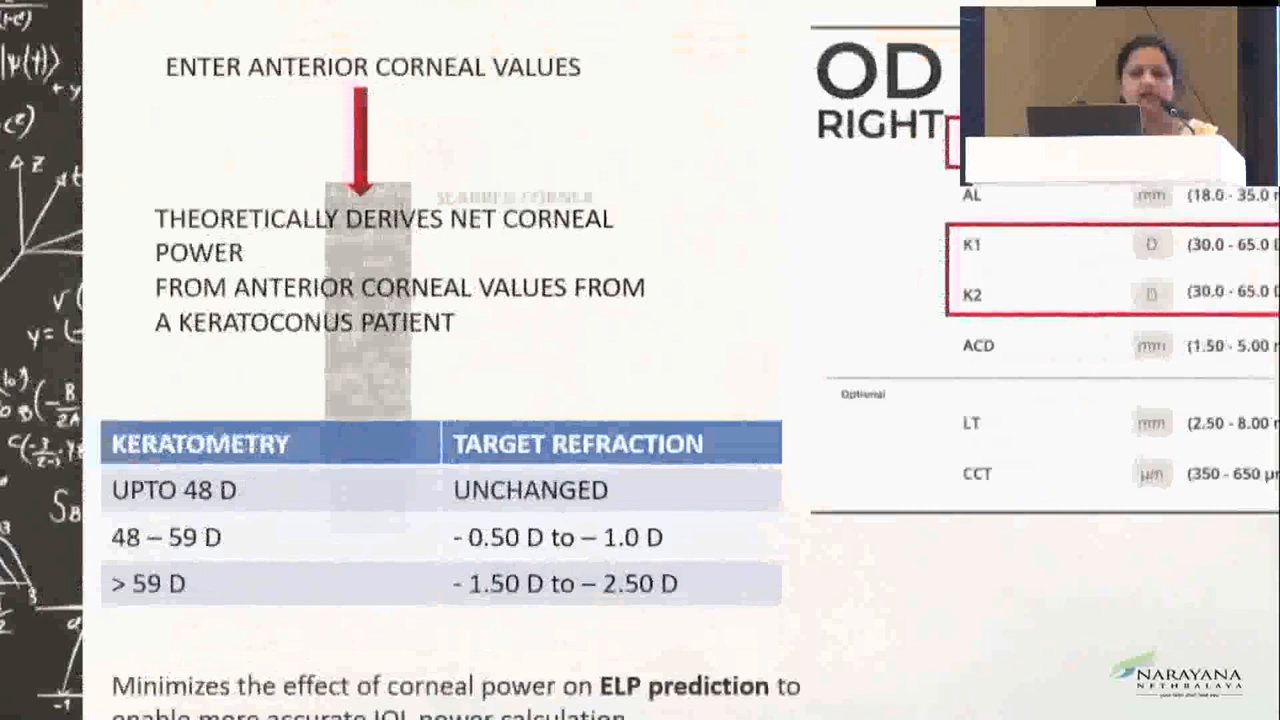 ENTER ANTERIOR CORNEAL VALUES
THEORETICALLY DERIVES NET CORNEAL
POWER
FROM ANTERIOR CORNEAL VALUES FROM
A KERATOCONUS PATIENT
KERATOMETRY TARGET REFRACTION
UPTO 48 D UNCHANGED
48 – 59 D - 0.50 D to – 1.0 D
> 59 D - 1.50 D to – 2.50 D
Minimizes the effect of corneal power on ELP prediction to
enable more accurate IOL power calculation
OD
RIGHT
AL mm (18.0 - 35.0
K1 D (30.0 - 65.0
K2 D (30.0 - 65.0
ACD mm (1.50 - 5.00
Optional
LT mm (2.50 - 8.00
CCT µm (350 - 650
NARAYANA
NETHRALAYA